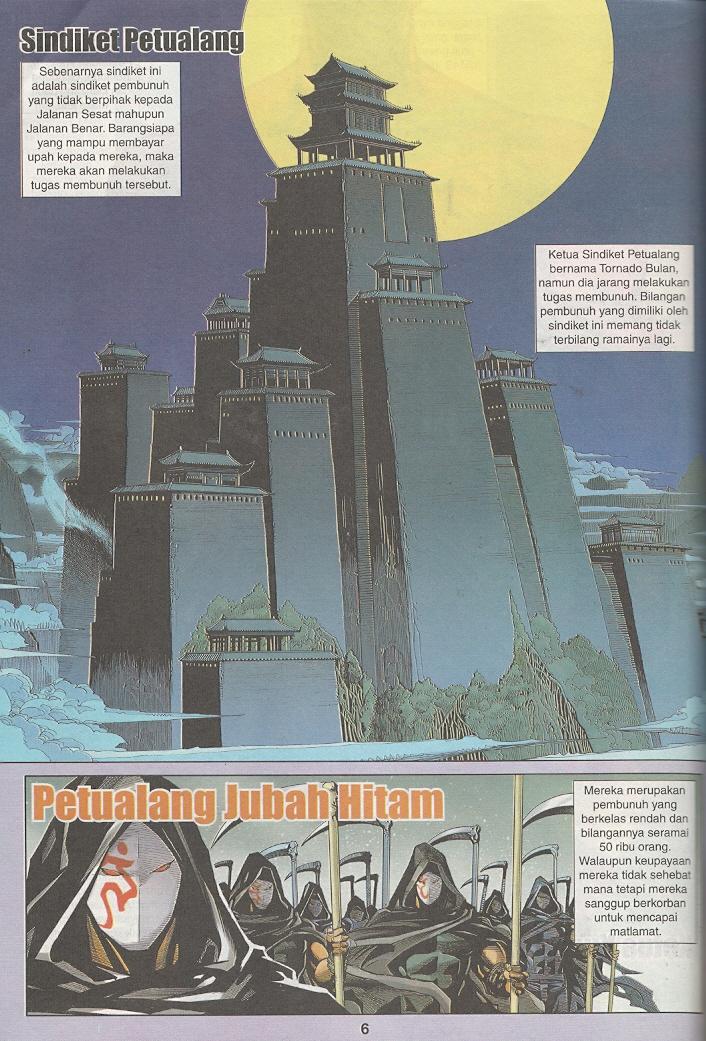 Sindiket Petualang
Sebenarnya sindiket ini
adalah sindiket pembunuh
yang tidak berpihak kepada
Jalanan Sesat mahupun
Jalanan Benar. Barangsiapa
yang mampu membayar
upah kepada mereka, maka
mereka akan melakukan
tugas membunuh tersebut.
Ketua Sindiket Petualang
bernama Tornado Bulan,
namun dia jarang melakukan
tugas membunuh. Bilangan
pembunuh yang dimiliki oleh
sindiket ini memang tidak
terbilang ramainya lagi.
Petualang Jubah Hitam
Mereka merupakan
pembunuh yang
berkelas rendah dan
bilangannya seramai
50 ribu orang.
Walaupun keupayaan
mereka tidak sehebat
mana tetapi mereka
sanggup berkorban
untuk mencapai
matlamat.
6